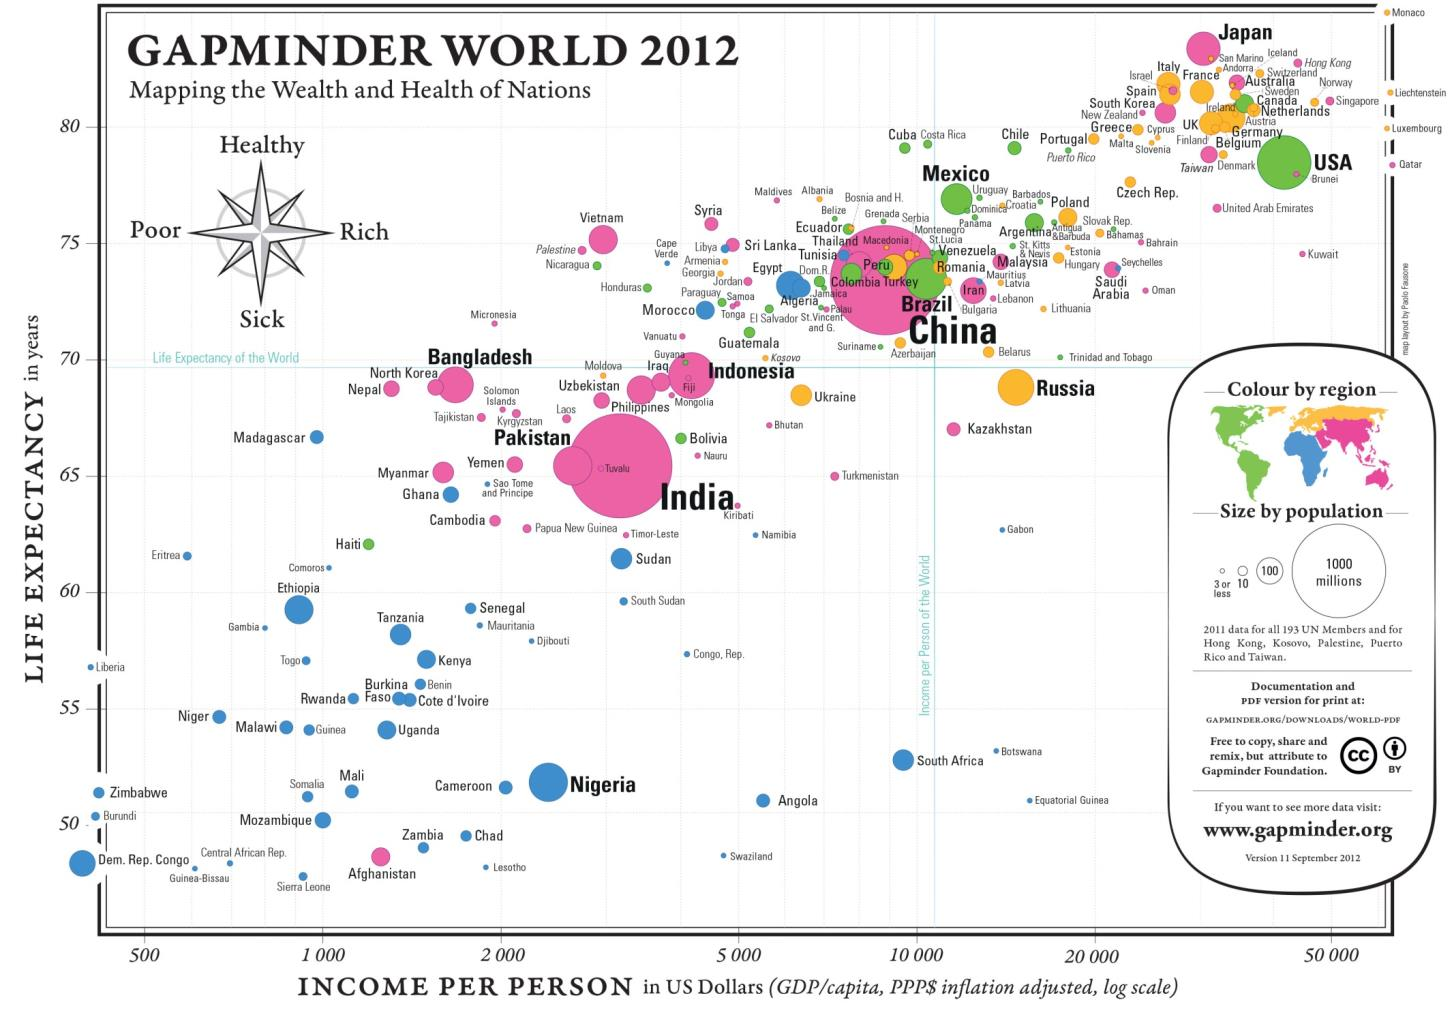 GAPMINDER WORLD 2012
Mapping the Wealth and Health of Nations
Healthy
Poor
Rich
Sick
LIFE EXPECTANCY in years
80
75
70
65
60
55
50
Life Expectancy of the World
Income per Person of the World
Monaco
Japan
San Marino
Iceland
Hong Kong
Andorra
Switzerland
Italy
France
Israel
Spain
Australia
Norway
Sweden
Singapore
Liechtenstein
Canada
South Korea
New Zealand
Ireland
Netherlands
Luxembourg
Greece
Cyprus
UK
Austria
Germany
Finland
Belgium
Malta
Slovenia
Portugal
Puerto Rico
Chile
Cuba
Costa Rica
Taiwan
Denmark
USA
Brunei
Qatar
Czech Rep.
Mexico
Uruguay
Barbados
Croatia
Poland
Maldives
Albania
Bosnia and H.
Belize
Grenada
Serbia
Dominica
Panama
Montenegro
Argentina
Antigua
&Barbuda
Slovak Rep.
Bahamas
United Arab Emirates
Vietnam
Syria
Ecuador
Thailand
Macedonia
St.Lucia
St. Kitts
& Nevis
Estonia
Bahrain
Palestine
Cape
Verde
Libya
Sri Lanka
Tunisia
Venezuela
Malaysia
Hungary
Kuwait
Nicaragua
Armenia
Georgia
Egypt
Dom.R.
Peru
Romania
Mauritius
Seychelles
Saudi
Arabia
Honduras
Jordan
Paraguay
Samoa
Tonga
Algeria
Jamaica
Palau
Colombia
Turkey
Iran
Latvia
Lebanon
Oman
Morocco
El Salvador
St.Vincent
and G.
Brazil
Bulgaria
Lithuania
China
Micronesia
Vanuatu
Guatemala
Suriname
Azerbaijan
Belarus
Trinidad and Tobago
Guyana
Kosovo
Bangladesh
North Korea
Nepal
Moldova
Iraq
Indonesia
Fiji
Uzbekistan
Philippines
Mongolia
Ukraine
Russia
Solomon
Islands
Tajikistan
Kyrgyzstan
Laos
Bhutan
Kazakhstan
Madagascar
Pakistan
Bolivia
Nauru
Myanmar
Yemen
Tuvalu
Turkmenistan
Ghana
Sao Tome
and Principe
India
Kiribati
Cambodia
Papua New Guinea
Timor-Leste
Namibia
Gabon
Haiti
Eritrea
Comoros
Sudan
Ethiopia
Gambia
Tanzania
Senegal
Mauritania
South Sudan
Djibouti
Liberia
Togo
Kenya
Congo, Rep.
Rwanda
Burkina
Faso
Benin
Cote d'Ivoire
Niger
Malawi
Guinea
Uganda
South Africa
Botswana
Zimbabwe
Somalia
Mali
Cameroon
Nigeria
Angola
Equatorial Guinea
Burundi
Mozambique
Zambia
Chad
Dem. Rep. Congo
Central African Rep.
Guinea-Bissau
Sierra Leone
Afghanistan
Lesotho
Swaziland
map layout by Paolo Fausone
Colour by region
Size by population
3 or
less
10
100
1000
millions
2011 data for all 193 UN Members and for
Hong Kong, Kosovo, Palestine, Puerto
Rico and Taiwan.
Documentation and
PDF version for print at:
GAPMINDER.ORG/DOWNLOADS/WORLD-PDF
Free to copy, share and
remix, but attribute to
Gapminder Foundation.
CC
BY
If you want to see more data visit:
www.gapminder.org
Version 11 September 2012
500
1 000
2 000
5 000
10 000
20 000
50 000
INCOME PER PERSON in US Dollars (GDP/capita, PPP$ inflation adjusted, log scale)